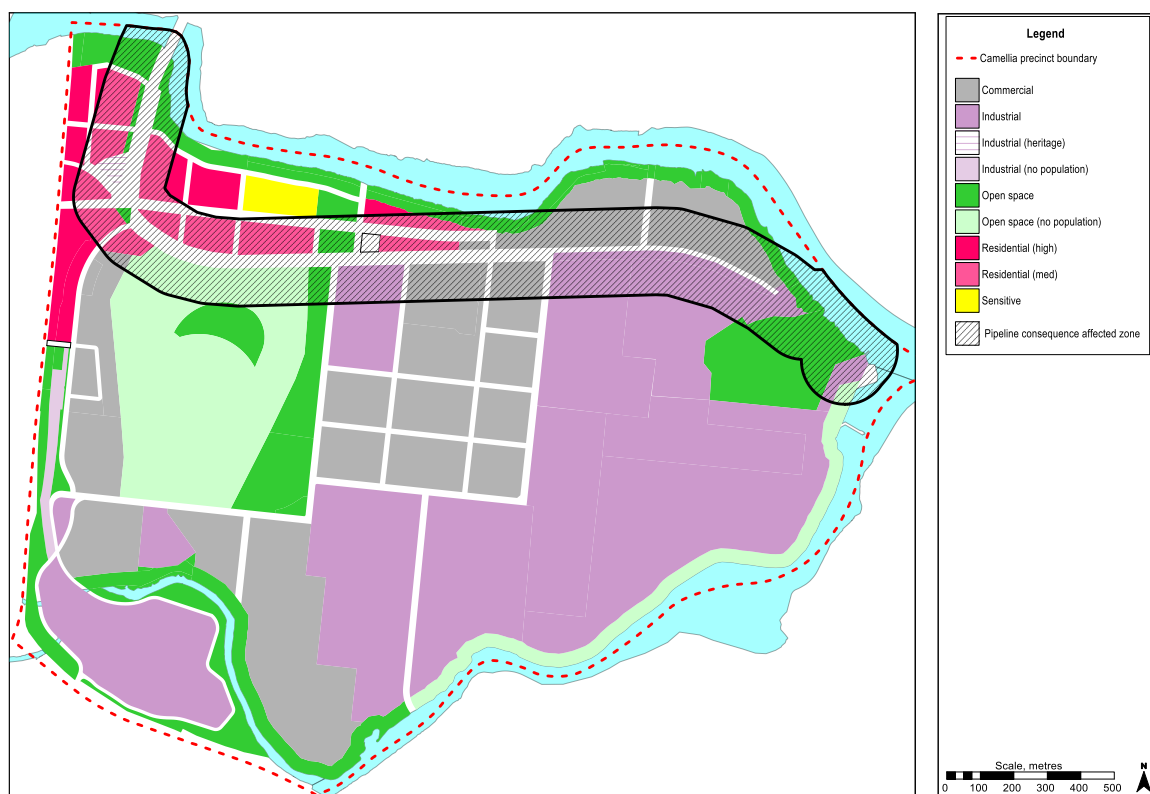 Legend
Camellia precinct boundary
Commercial
Industrial
Industrial (heritage)
Industrial (no population)
Open space
Open space (no population)
Residential (high)
Residential (med)
Sensitive
Pipeline consequence affected zone
Scale, metres
0 100 200 300 400 500
N